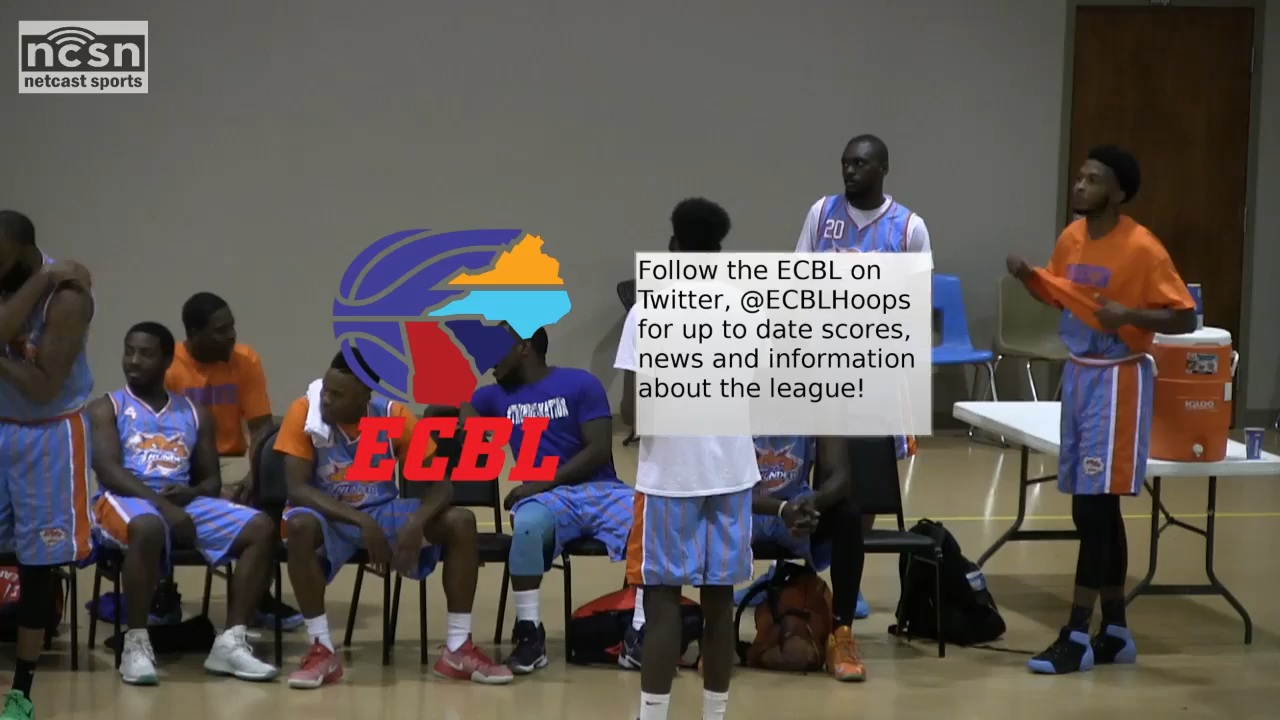 ncsn
netcast sports
20
Follow the ECBL on
Twitter, @ECBLHoops
for up to date scores,
news and information
about the league!
4
ECBL
IGLOO